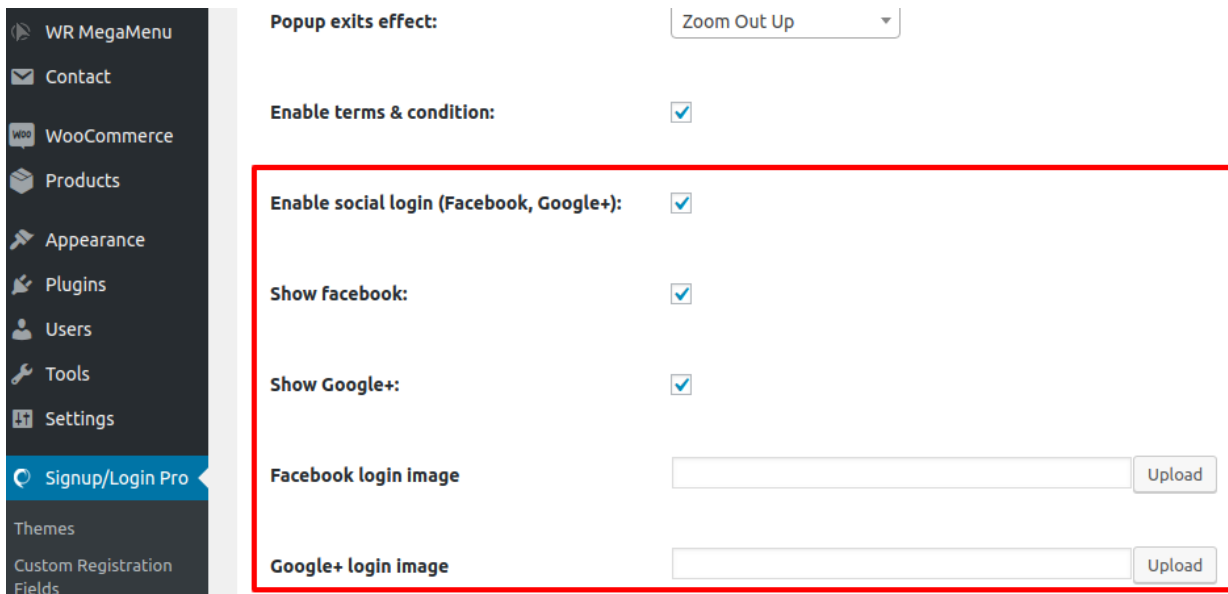 WR MegaMenu
Contact
Woo WooCommerce
Products
Appearance
Plugins
Users
Tools
Settings
Signup/Login Pro
Themes
Custom Registration
Fields
Popup exits effect: Zoom Out Up
Enable terms & condition:
Enable social login (Facebook, Google+):
Show facebook:
Show Google+:
Facebook login image Upload
Google+ login image Upload